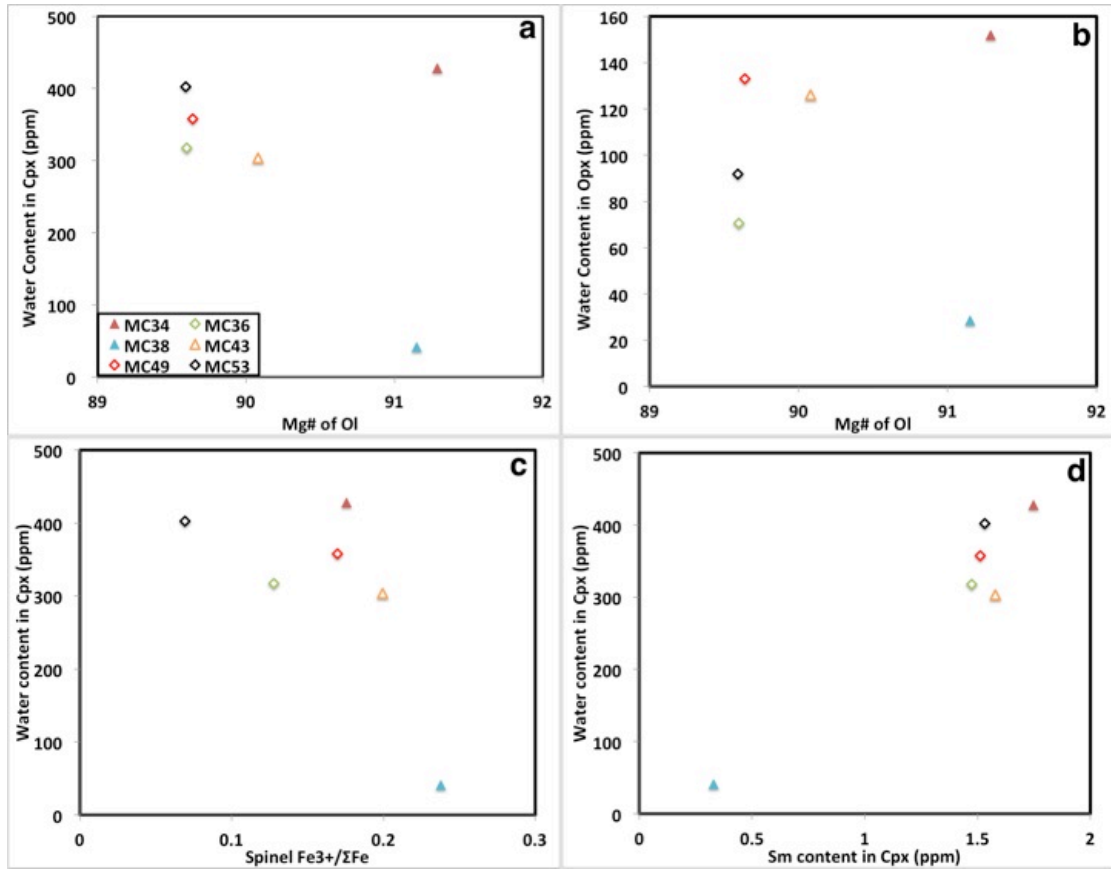 a
Water Content in Cpx (ppm)
500
400
300
200
100
0
MC34 MC36
MC38 MC43
MC49 MC53
89 90 91 92
Mg# of Ol
b
Water Content in Opx (ppm)
160
140
120
100
80
60
40
20
0
89 90 91 92
Mg# of Ol
c
Water content in Cpx (ppm)
500
400
300
200
100
0
0 0.1 0.2 0.3
Spinel Fe3+/ΣFe
d
Water content in Cpx (ppm)
500
400
300
200
100
0
0 0.5 1 1.5 2
Sm content in Cpx (ppm)